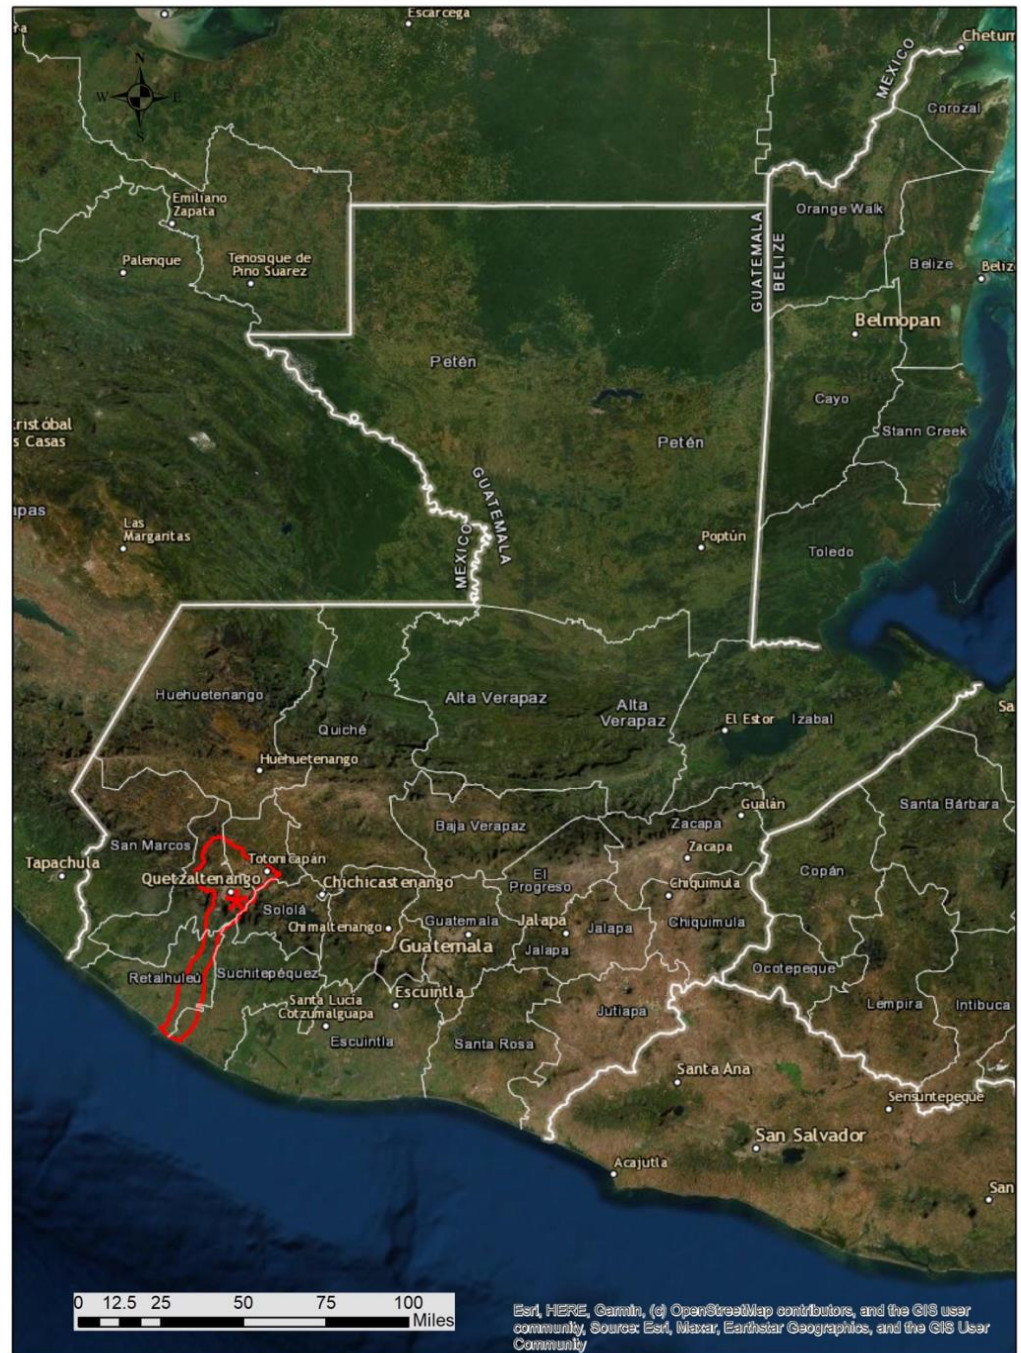 Escarcega
ra
Chetum
N
W
E
S
MEXICO
Corozal
Emiliano
Zapata
Orange Walk
GUATEMALA
BELIZE
Palenque
Tenosique de
Pino Suarez
Belize
Beliz
Belmopan
Petén
Cayo
ristóbal
s Casas
Stann Creek
Petén
GUATEMALA
MEXICO
apas
Las
Margaritas
Poptún
Toledo
Huehuetenango
Alta Verapaz
Alta
Verapaz
Sa
El Estor
Izabal
Quiché
Huehuetenango
Santa Bárbara
Gualán
Baja Verapaz
Zacapa
San Marcos
Zacapa
Tapachula
Totonicapán
Copán
Quetzaltenango
Chichicastenango
El
Progreso
Chiquimula
Sololá
Chimaltenango
Guatemala
Jalapa
Jalapa
Chiquimula
Guatemala
Jalapa
Retalhuleu
Suchitepéquez
Ocotepeque
Escuintla
Santa Lucia
Cotzumalguapa
Lempira
Intibuca
Jutiapa
Escuintla
Santa Rosa
Santa Ana
Sensuntepeque
San Salvador
Acajutla
San
0 12.5 25 50 75 100
Miles
Esri, HERE, Garmin, (c) OpenStreetMap contributors, and the GIS user
community, Source: Esri, Maxar, Earthstar Geographics, and the GIS User
Community